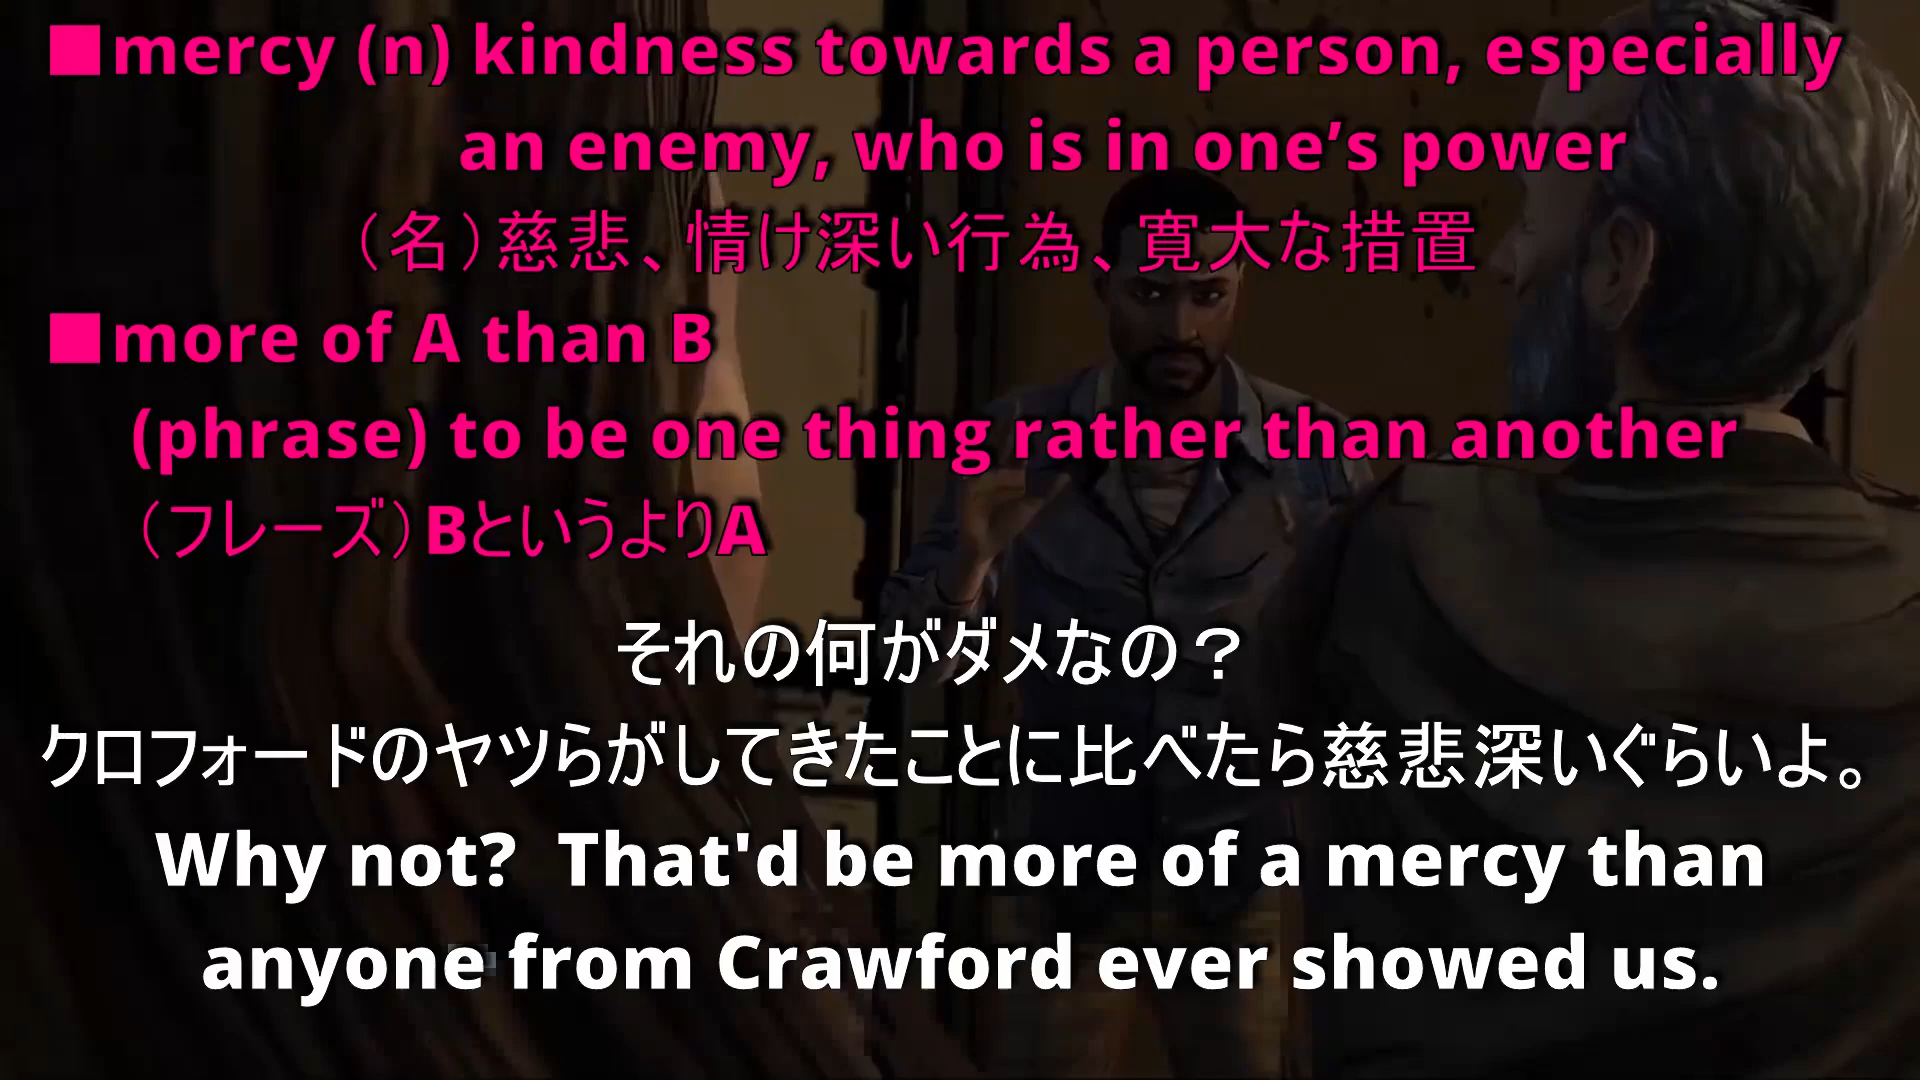 ■mercy (n) kindness towards a person, especially
an enemy, who is in one’s power
（名）慈悲、情け深い行為、寛大な措置
■more of A than B
(phrase) to be one thing rather than another
（フレーズ）BというよりA
それの何がダメなの？
クロフォードのヤツらがしてきたことに比べたら慈悲深いぐらいよ。
Why not?  That'd be more of a mercy than
anyone from Crawford ever showed us.